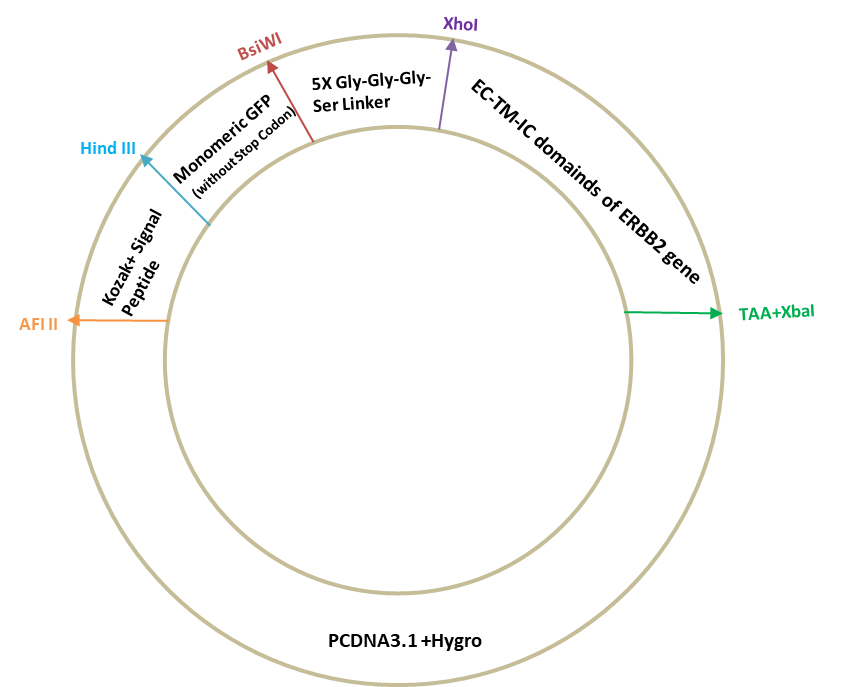 XhoI
BsiWI
5X Gly-Gly-Gly-
Ser Linker
EC-TM-IC domainds of ERBB2 gene
Monomeric GFP
(without Stop Codon)
Hind III
Kozak+ Signal
Peptide
AFI II
TAA+XbaI
PCDNA3.1 +Hygro